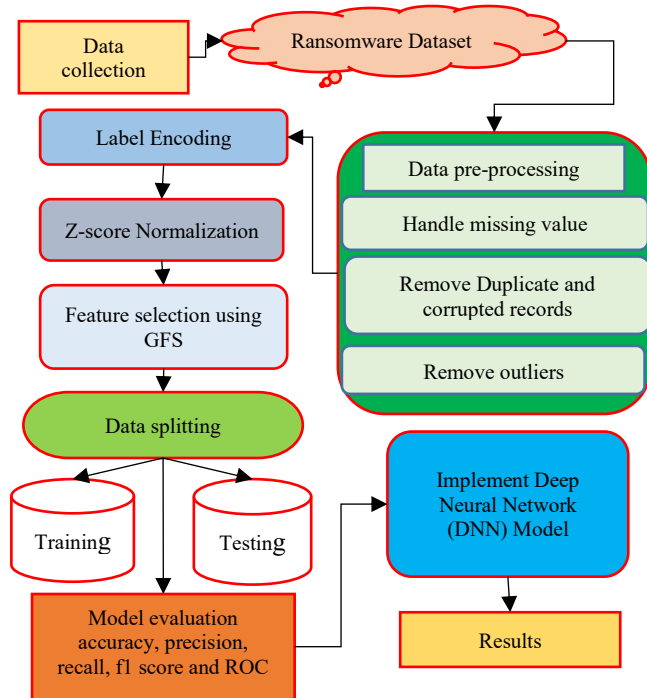 Data
collection
Ransomware Dataset
Data pre-processing
Handle missing value
Remove Duplicate and
corrupted records
Remove outliers
Label Encoding
Z-score Normalization
Feature selection using
GFS
Data splitting
Training
Testing
Model evaluation
accuracy, precision,
recall, f1 score and ROC
Implement Deep
Neural Network
(DNN) Model
Results